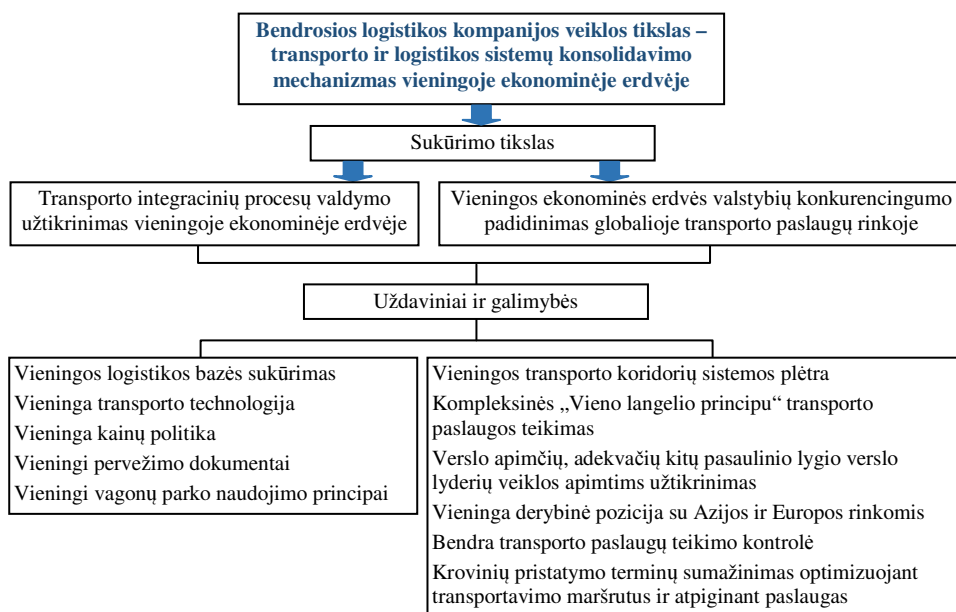 Bendrosios logistikos kompanijos veiklos tikslas –
transporto ir logistikos sistemų konsolidavimo
mechanizmas vieningoje ekonominėje erdvėje
Sukūrimo tikslas
Transporto integracinių procesų valdymo
užtikrinimas vieningoje ekonominėje erdvėje
Vieningos ekonominės erdvės valstybių konkurencingumo
padidinimas globalioje transporto paslaugų rinkoje
Uždaviniai ir galimybės
Vieningos logistikos bazės sukūrimas
Vieninga transporto technologija
Vieninga kainų politika
Vieningi pervežimo dokumentai
Vieningi vagonų parko naudojimo principai
Vieningos transporto koridorių sistemos plėtra
Kompleksinės „Vieno langelio principu“ transporto
paslaugos teikimas
Verslo apimčių, adekvačių kitų pasaulinio lygio verslo
lyderių veiklos apimtims užtikrinimas
Vieninga derybinė pozicija su Azijos ir Europos rinkomis
Bendra transporto paslaugų teikimo kontrolė
Krovinių pristatymo terminų sumažinimas optimizuojant
transportavimo maršrutus ir atpiginant paslaugas